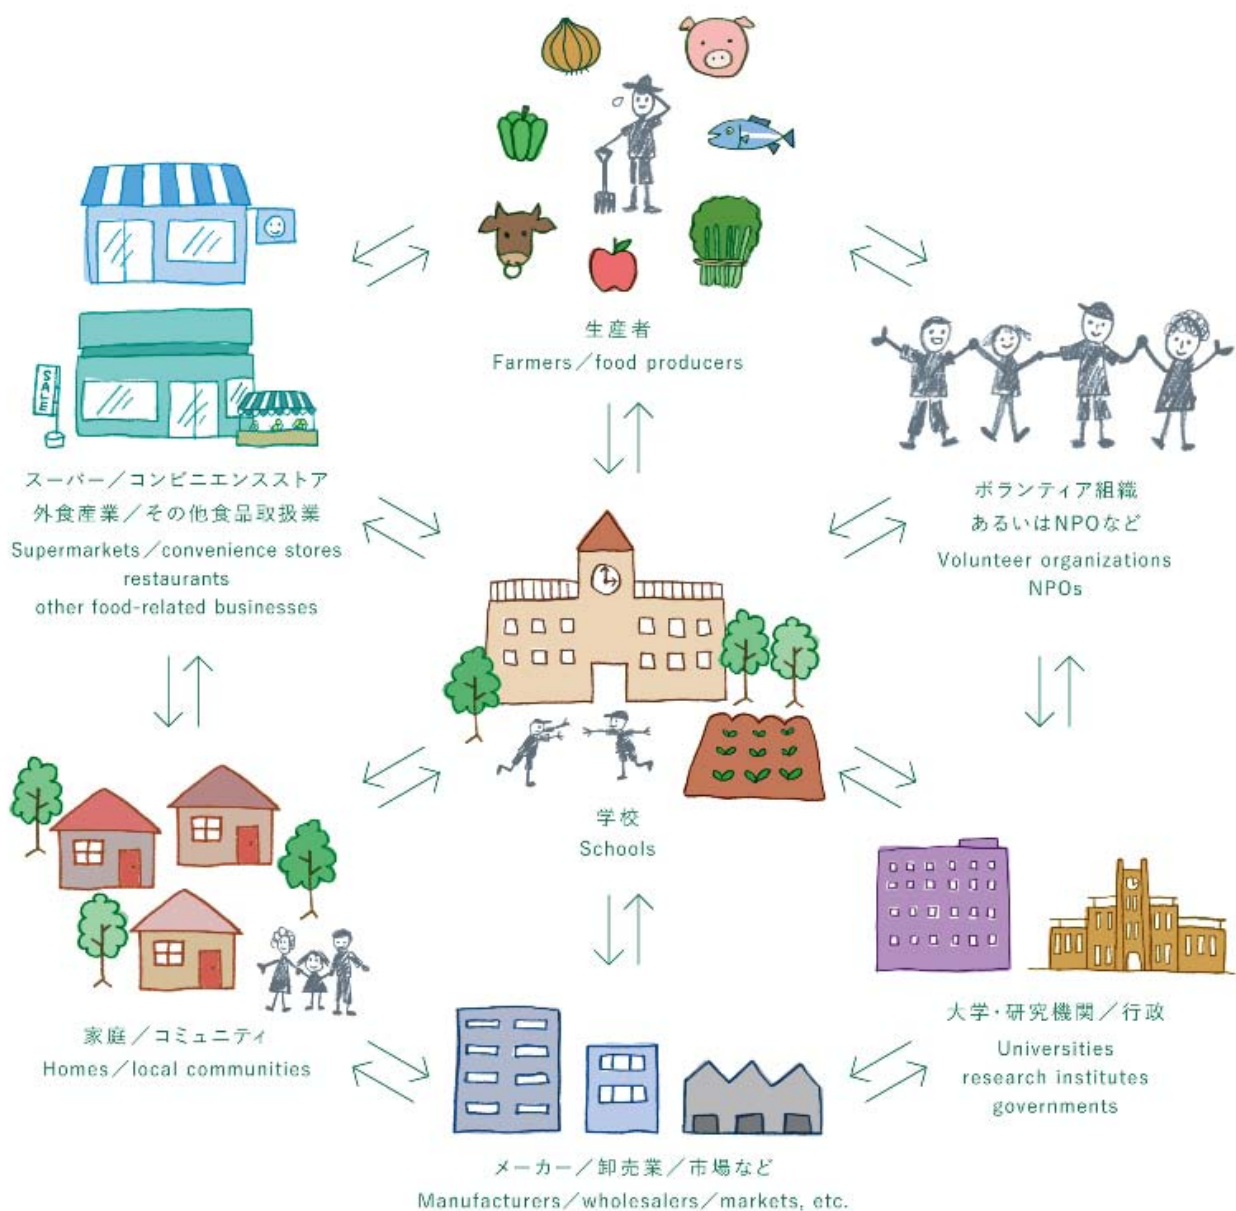 生産者
Farmers／food producers
SALE
スーパー／コンビニエンスストア
外食産業／その他食品取扱業
Supermarkets／convenience stores
restaurants
other food-related businesses
ボランティア組織
あるいはNPOなど
Volunteer organizations
NPOs
学校
Schools
家庭／コミュニティ
Homes／local communities
大学・研究機関／行政
Universities
research institutes
governments
メーカー／卸売業／市場など
Manufacturers／wholesalers／markets, etc.